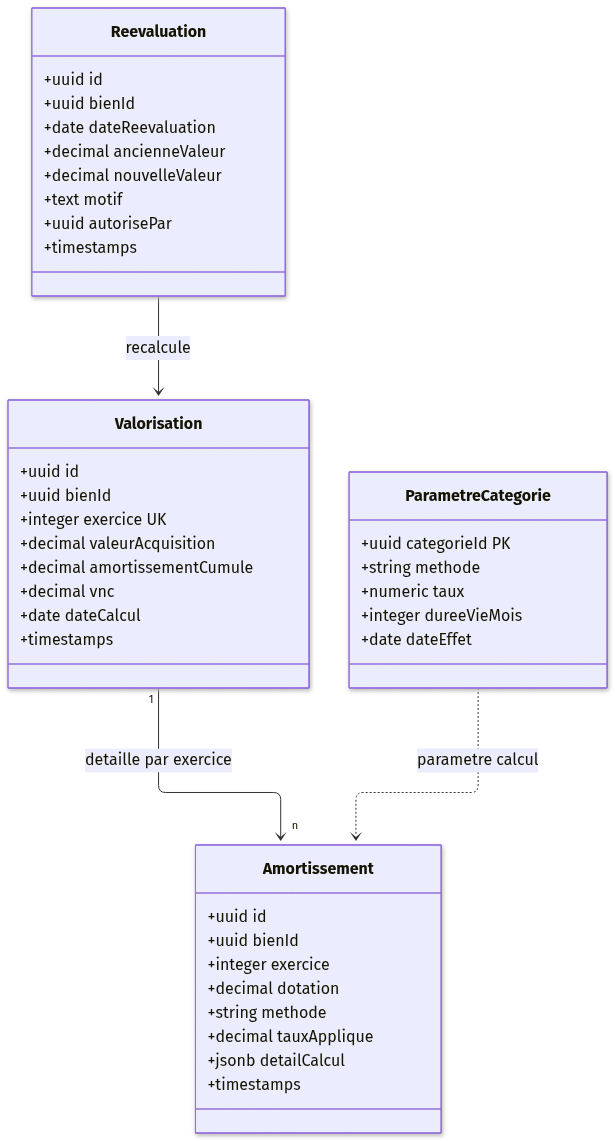 Reevaluation
+uuid id
+uuid bienId
+date dateReevaluation
+decimal ancienneValeur
+decimal nouvelleValeur
+text motif
+uuid autorisePar
+timestamps
recalcule
Valorisation
+uuid id
+uuid bienId
+integer exercice UK
+decimal valeurAcquisition
+decimal amortissementCumule
+decimal vnc
+date dateCalcul
+timestamps
ParametreCategorie
+uuid categorieId PK
+string methode
+numeric taux
+integer dureeVieMois
+date dateEffet
1
detaille par exercice
parametre calcul
n
Amortissement
+uuid id
+uuid bienId
+integer exercice
+decimal dotation
+string methode
+decimal tauxApplique
+jsonb detailCalcul
+timestamps